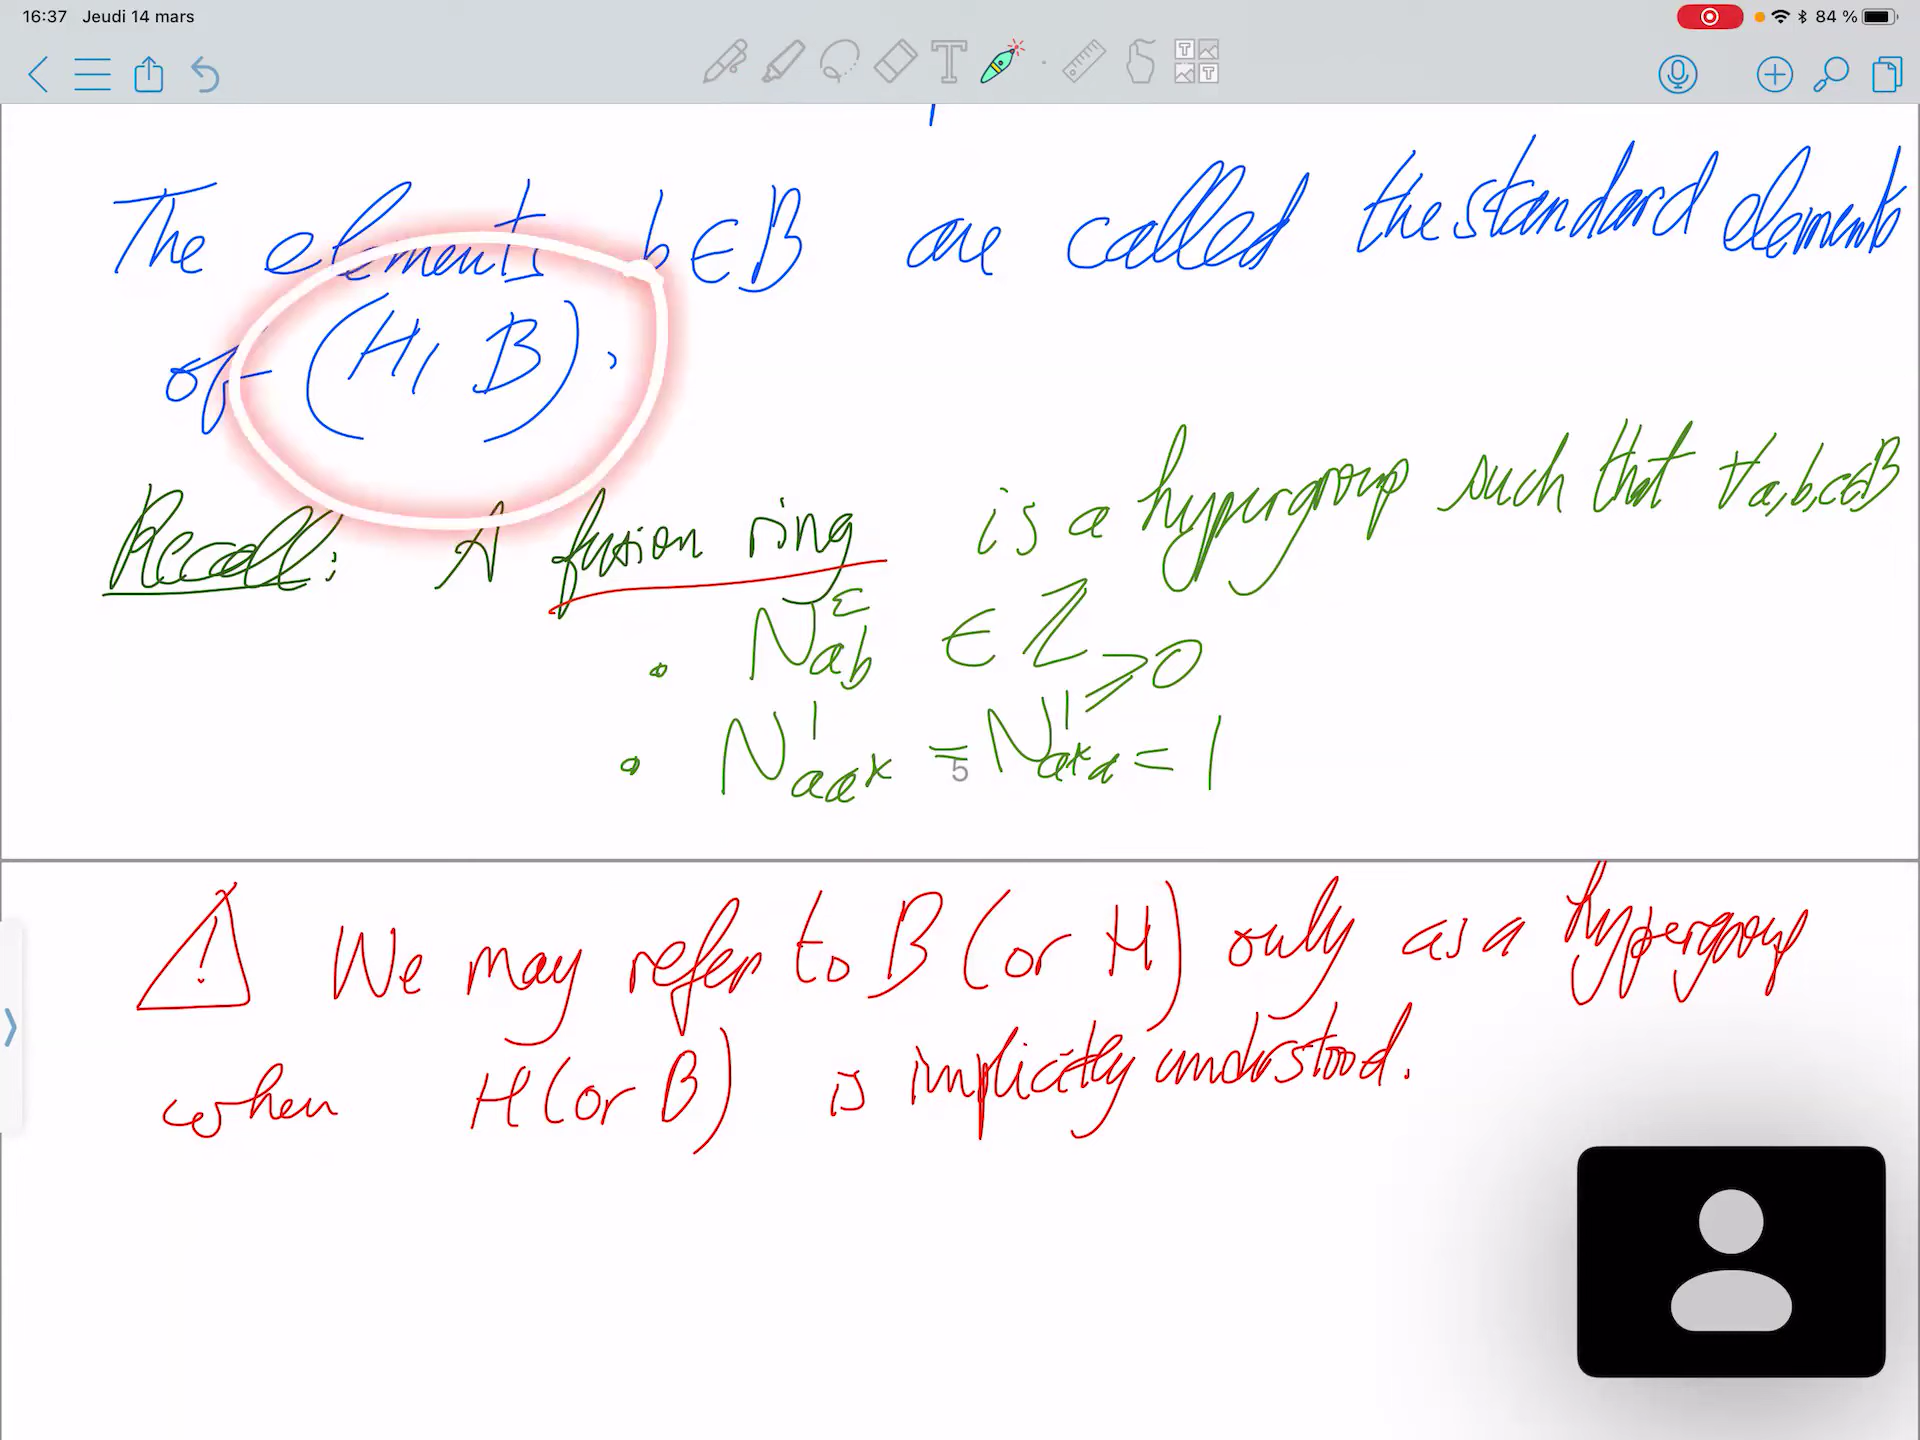 16:37 Jeudi 14 mars 84 %
The elements b ∈ B are called the standard elements
of (H, B).
Recall: A fusion ring is a hypergroup such that ∀a,b,c∈B
• N_{ab}^c ∈ ℤ_{≥0}
• N_{aa*}^1 = N_{a*a}^1 = 1
5
⚠ We may refer to B (or H) only as a hypergroup
when H (or B) is implicitly understood.